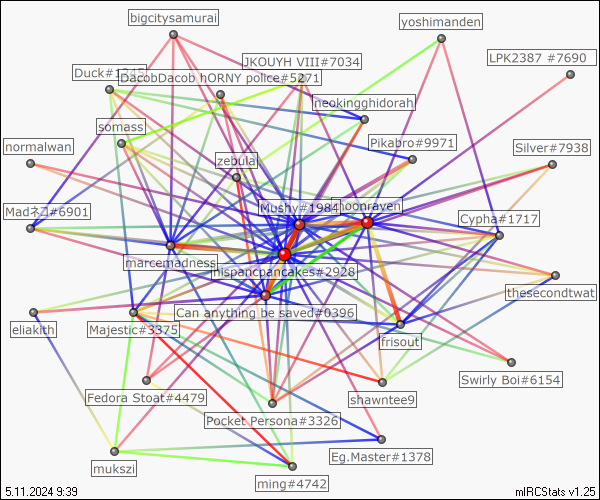 bigcitysamurai
yoshimanden
JKOUYH VIII#7034
LPK2387 #7690
DacobDacob hORNY police#5271
neokingghidorah
somass
Pikabro#9971
normalwan
Silver#7938
zebula
Mushy#1984
moonraven
Madネコ#6901
Cypha#1717
marcemadness
hispancpancakes#2928
thesecondtwat
Can anything be saved#0396
eliakith
Majestic#3375
frisout
Swirly Boi#6154
Fedora Stoat#4479
shawntee9
Pocket Persona#3326
Eg.Master#1378
mukszi
ming#4742
5.11.2024 9:39
mIRCStats v1.25